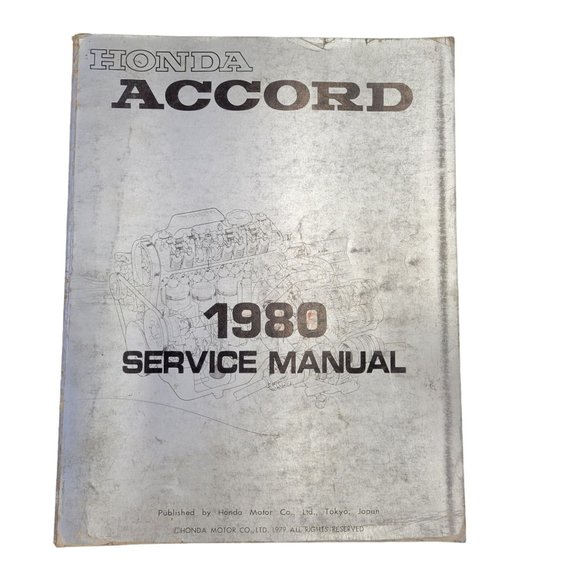 HONDA
ACCORD
1980
SERVICE MANUAL
Published by Honda Motor Co., Ltd., Tokyo, Japan
©HONDA MOTOR CO., LTD. 1979 ALL RIGHTS RESERVED